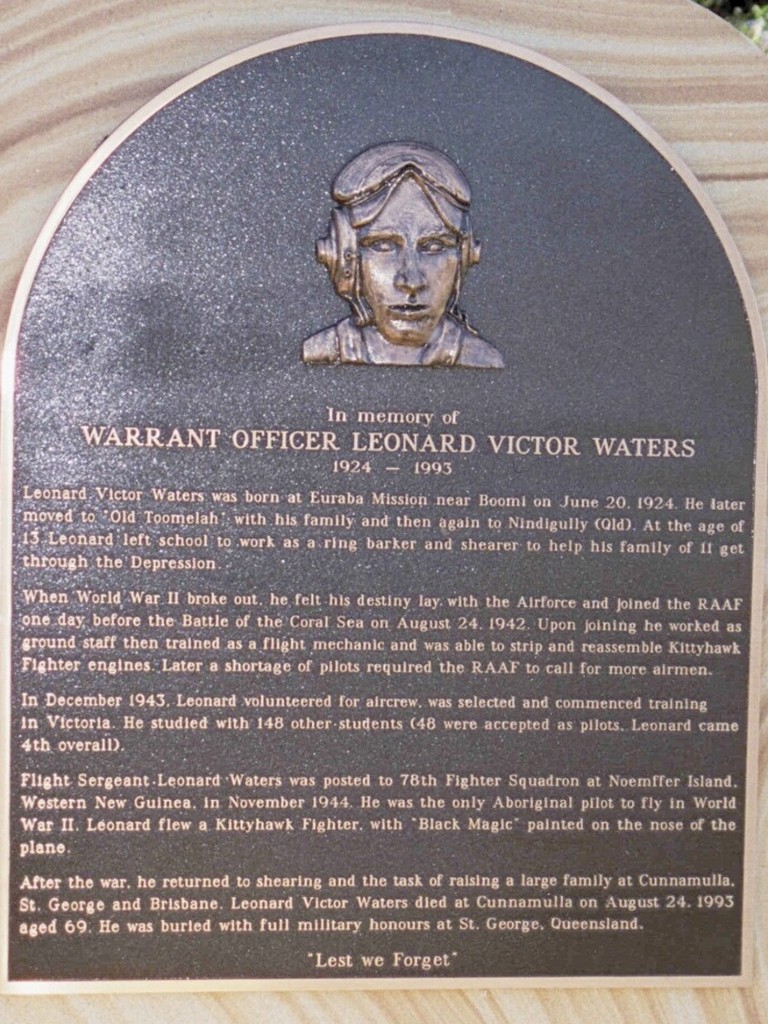 In memory of
WARRANT OFFICER LEONARD VICTOR WATERS
1924 — 1993
Leonard Victor Waters was born at Euraba Mission near Boomi on June 20, 1924. He later
moved to "Old Toomelah" with his family and then again to Nindigully (Qld). At the age of
13 Leonard left school to work as a ring barker and shearer to help his family of 11 get
through the Depression.
When World War II broke out, he felt his destiny lay with the Airforce and joined the RAAF
one day before the Battle of the Coral Sea on August 24, 1942. Upon joining he worked as
ground staff then trained as a flight mechanic and was able to strip and reassemble Kittyhawk
Fighter engines. Later a shortage of pilots required the RAAF to call for more airmen.
In December 1943, Leonard volunteered for aircrew, was selected and commenced training
in Victoria. He studied with 148 other students (48 were accepted as pilots. Leonard came
4th overall).
Flight Sergeant Leonard Waters was posted to 78th Fighter Squadron at Noemffer Island,
Western New Guinea, in November 1944. He was the only Aboriginal pilot to fly in World
War II. Leonard flew a Kittyhawk Fighter, with "Black Magic" painted on the nose of the
plane.
After the war, he returned to shearing and the task of raising a large family at Cunnamulla,
St. George and Brisbane. Leonard Victor Waters died at Cunnamulla on August 24, 1993
aged 69. He was buried with full military honours at St. George, Queensland.
"Lest we Forget"